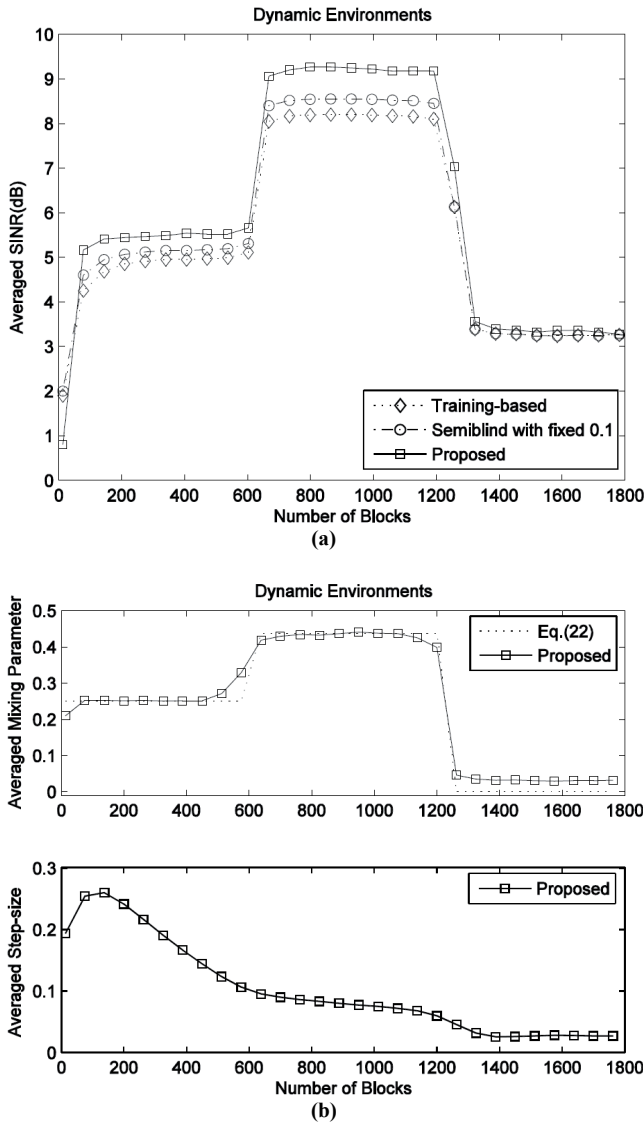 Dynamic Environments
10
9
8
7
6
5
4
3
2
1
0
Averaged SINR(dB)
Training-based
Semiblind with fixed 0.1
Proposed
0 200 400 600 800 1000 1200 1400 1600 1800
Number of Blocks
(a)
Dynamic Environments
0.5
0.4
0.3
0.2
0.1
0
Averaged Mixing Parameter
Eq.(22)
Proposed
0 200 400 600 800 1000 1200 1400 1600 1800
0.3
0.2
0.1
0
Averaged Step-size
Proposed
0 200 400 600 800 1000 1200 1400 1600 1800
Number of Blocks
(b)